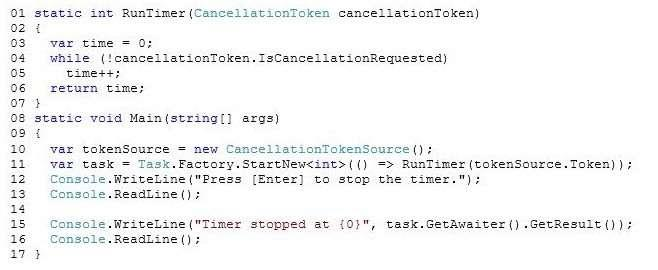 01 static int RunTimer(CancellationToken cancellationToken)
02 {
03   var time = 0;
04   while (!cancellationToken.IsCancellationRequested)
05     time++;
06   return time;
07 }
08 static void Main(string[] args)
09 {
10   var tokenSource = new CancellationTokenSource();
11   var task = Task.Factory.StartNew<int>(() => RunTimer(tokenSource.Token));
12   Console.WriteLine("Press [Enter] to stop the timer.");
13   Console.ReadLine();
14
15   Console.WriteLine("Timer stopped at {0}", task.GetAwaiter().GetResult());
16   Console.ReadLine();
17 }